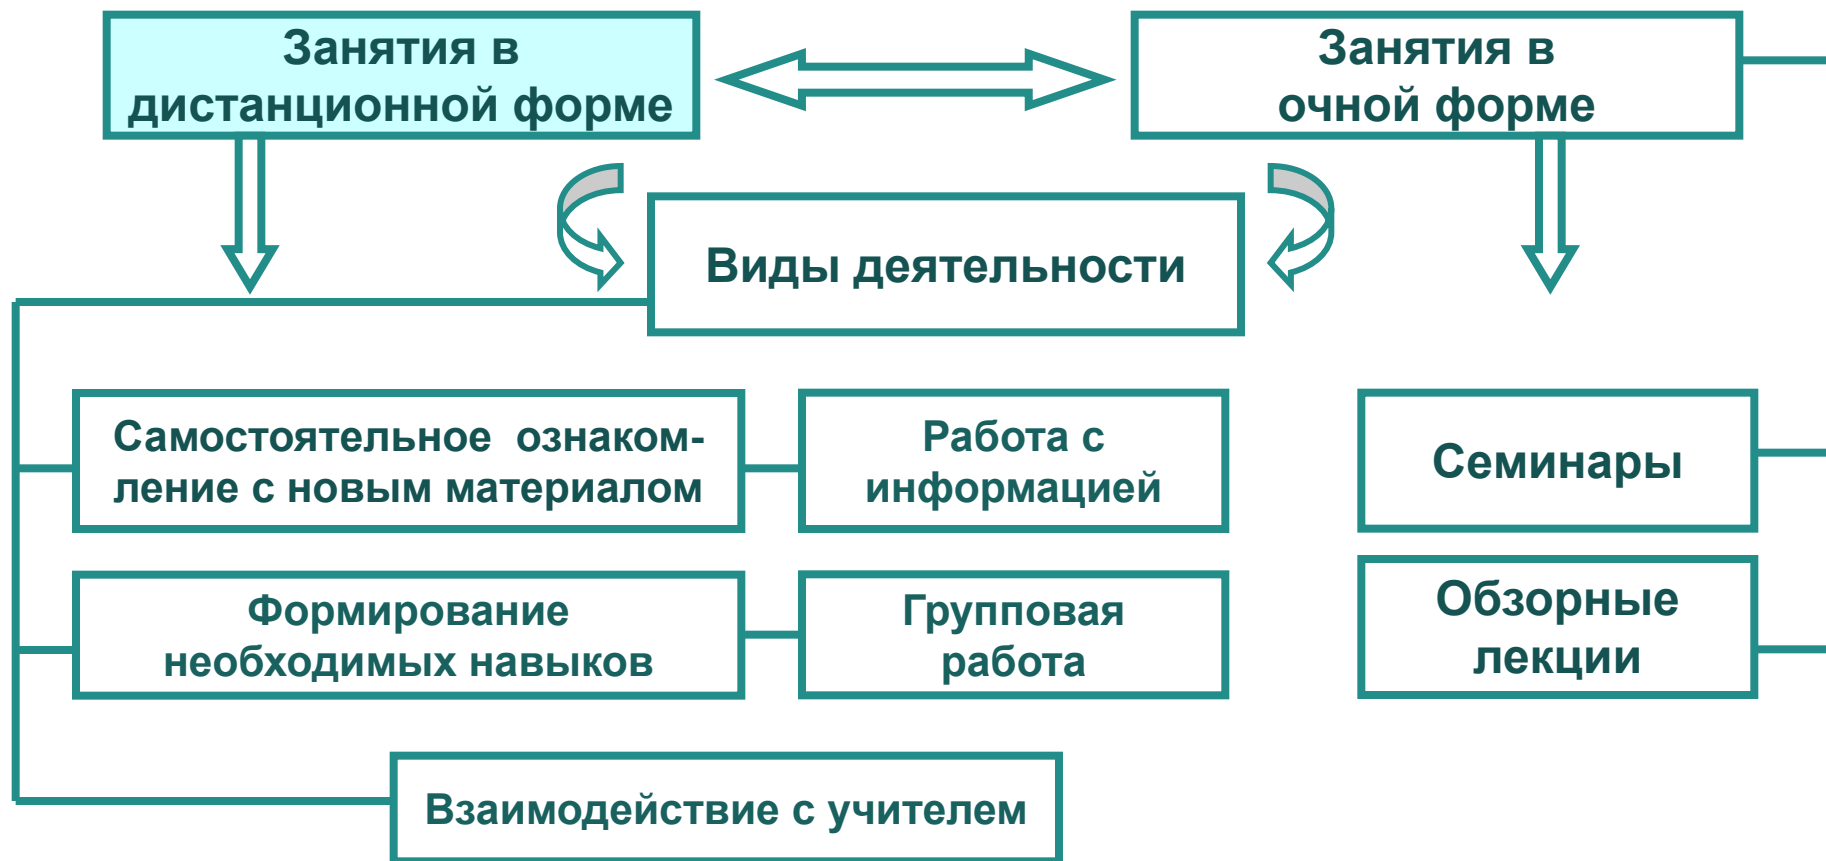 Занятия в
дистанционной форме
Занятия в
очной форме
Виды деятельности
Самостоятельное ознаком-
ление с новым материалом
Работа с
информацией
Семинары
Формирование
необходимых навыков
Групповая
работа
Обзорные
лекции
Взаимодействие с учителем